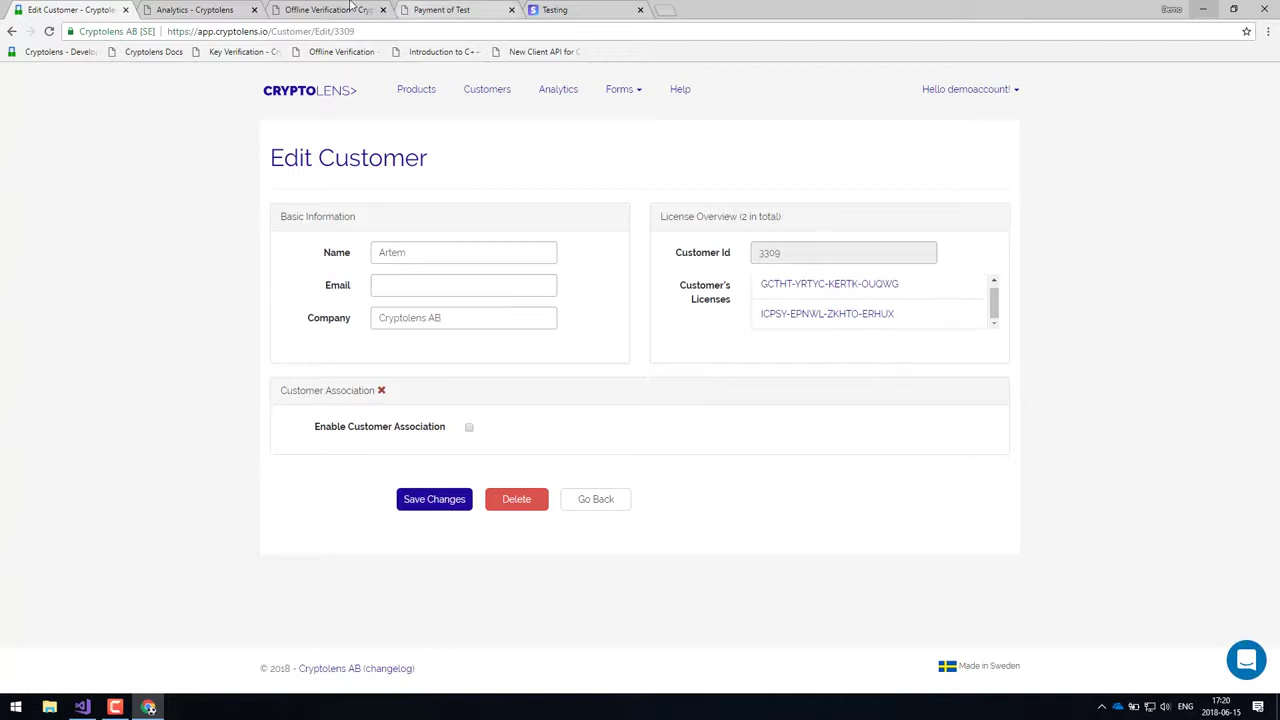 Edit Customer - Cryptolens
Analytics - Cryptolens
Offline Verification - Cryp
Payment of Test
Testing
Demo
Cryptolens AB [SE]
https://app.cryptolens.io/Customer/Edit/3309
Cryptolens - Develo
Cryptolens Docs
Key Verification - Cry
Offline Verification
Introduction to C++
New Client API for C
CRYPTOLENS>
Products
Customers
Analytics
Forms
Help
Hello demoaccount!
Edit Customer
Basic Information
Name
Artem
Email
Company
Cryptolens AB
License Overview (2 in total)
Customer Id
3309
Customer's
Licenses
GCTHT-YRTYC-KERTK-OUQWG
ICPSY-EPNWL-ZKHTO-ERHUX
Customer Association
Enable Customer Association
Save Changes
Delete
Go Back
© 2018 - Cryptolens AB (changelog)
Made in Sweden
ENG
17:20
2018-06-15